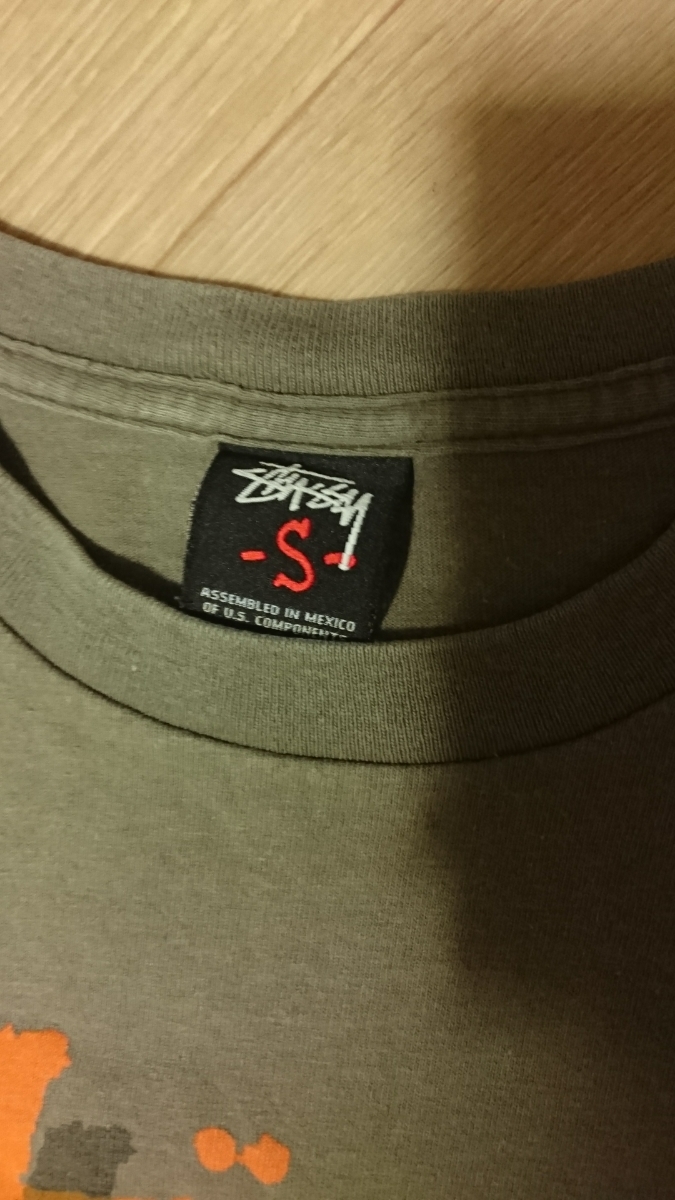 STUSSY
-S-
ASSEMBLED IN MEXICO
OF U.S. COMPONENTS